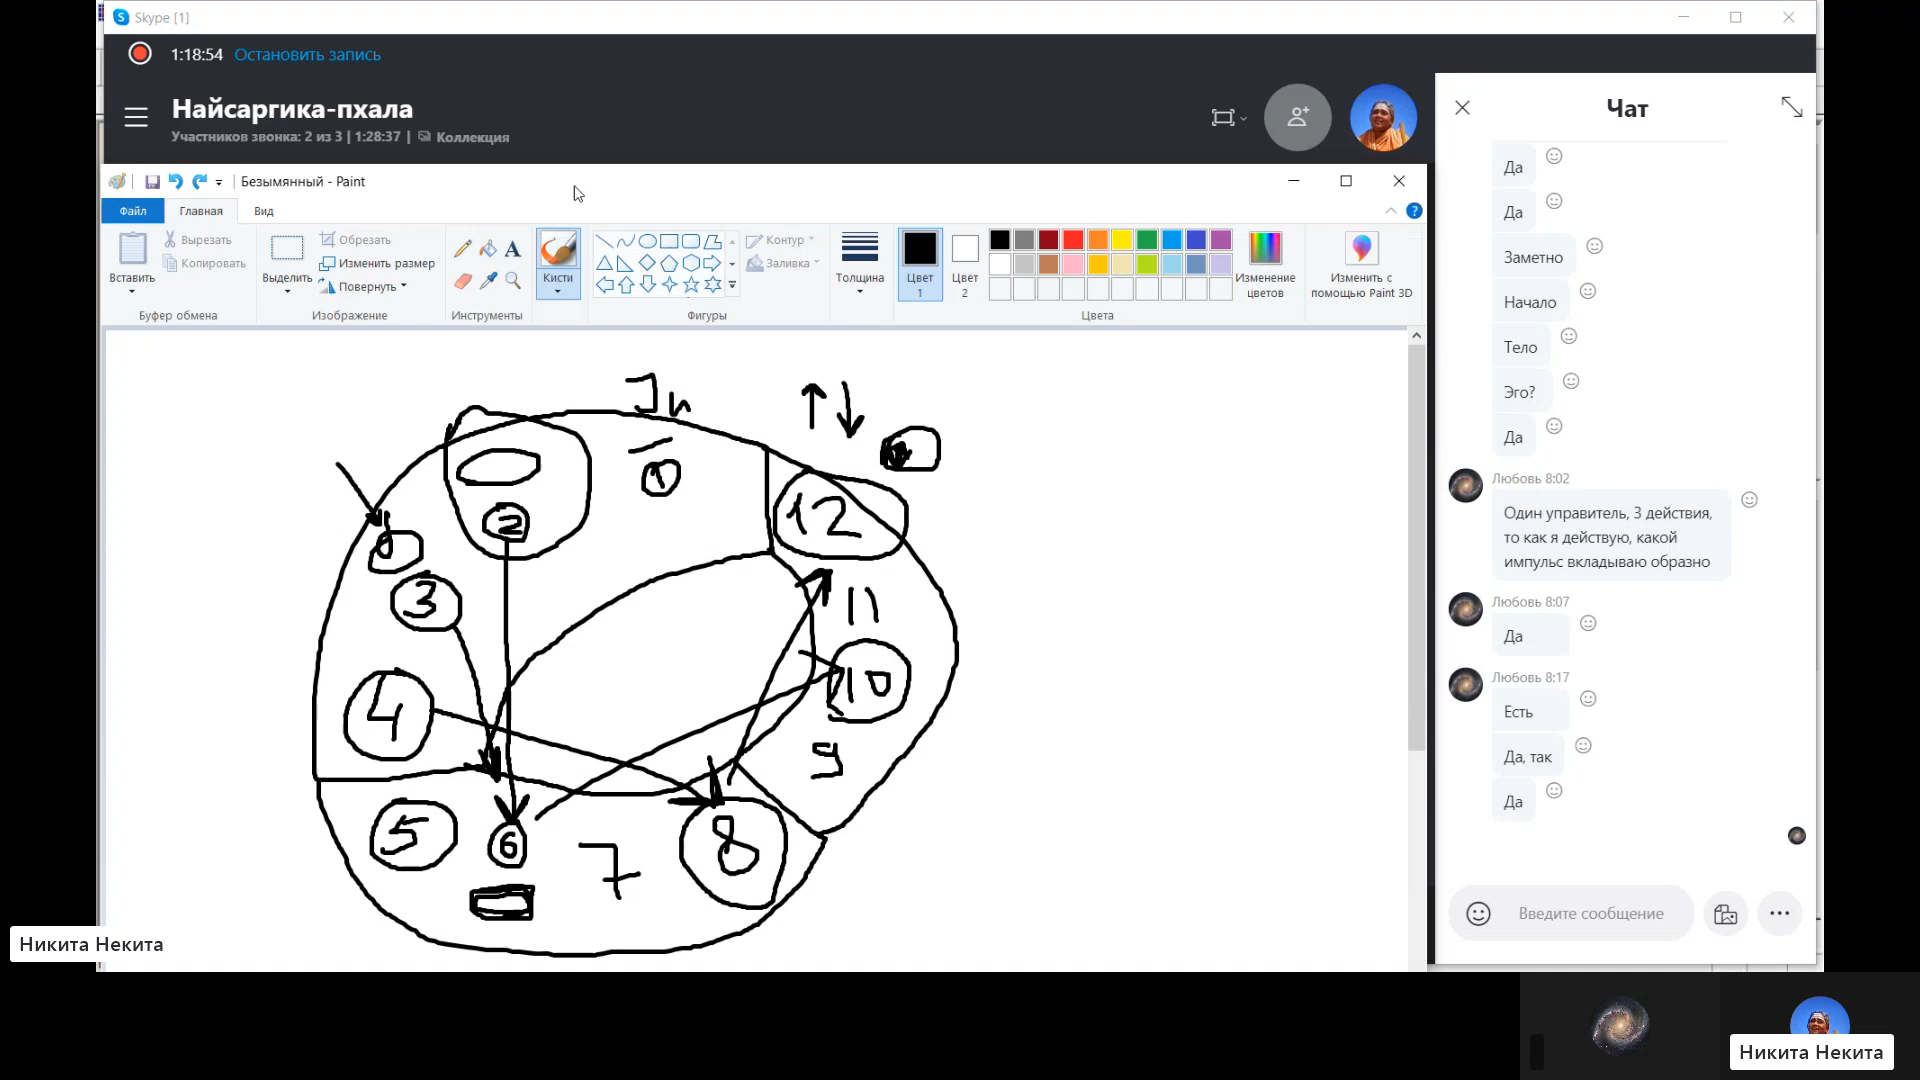 Skype [1]
1:18:54 Остановить запись
Найсаргика-пхала
Участников звонка: 2 из 3 | 1:28:37 | Коллекция
Чат
Безымянный - Paint
Файл Главная Вид
Вставить
Вырезать
Копировать
Буфер обмена
Выделить
Обрезать
Изменить размер
Повернуть
Изображение
A
Инструменты
Кисти
Контур
Заливка
Фигуры
Толщина
Цвет 1
Цвет 2
Изменение цветов
Изменить с помощью Paint 3D
Цвета
?
1
2
12
3
11
4
10
9
5
6
7
8
Да
Да
Заметно
Начало
Тело
Эго?
Да
Любовь 8:02
Один управитель, 3 действия,
то как я действую, какой
импульс вкладываю образно
Любовь 8:07
Да
Любовь 8:17
Есть
Да, так
Да
Введите сообщение
Никита Некита
Никита Некита